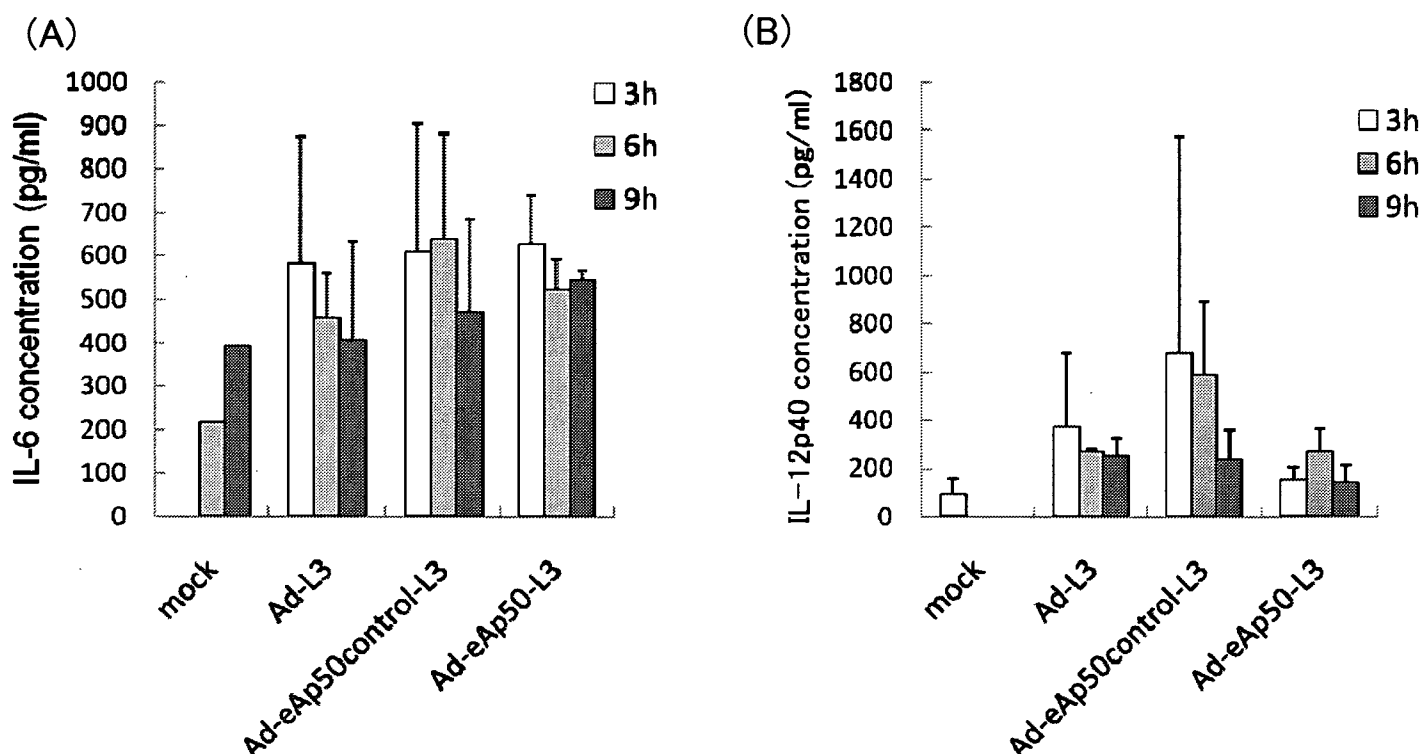 (A)
IL-6 concentration (pg/ml)
1000
900
800
700
600
500
400
300
200
100
0
3h
6h
9h
mock
Ad-L3
Ad-eAp50control-L3
Ad-eAp50-L3
(B)
IL-12p40 concentration (pg/ml)
1800
1600
1400
1200
1000
800
600
400
200
0
3h
6h
9h
mock
Ad-L3
Ad-eAp50control-L3
Ad-eAp50-L3